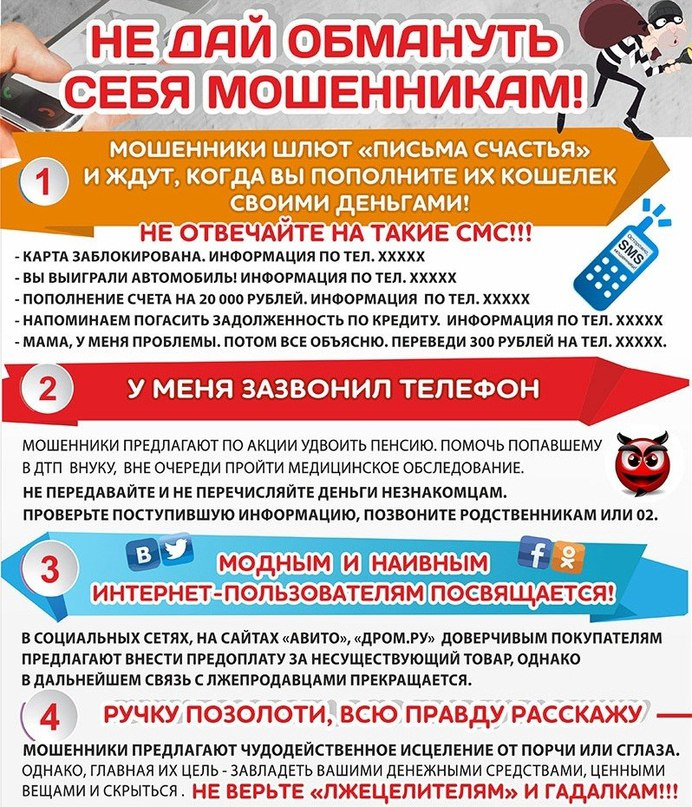 НЕ ДАЙ ОБМАНУТЬ
СЕБЯ МОШЕННИКАМ!
1
МОШЕННИКИ ШЛЮТ «ПИСЬМА СЧАСТЬЯ»
И ЖДУТ, КОГДА ВЫ ПОПОЛНИТЕ ИХ КОШЕЛЕК
СВОИМИ ДЕНЬГАМИ!
НЕ ОТВЕЧАЙТЕ НА ТАКИЕ СМС!!!
SMS
- КАРТА ЗАБЛОКИРОВАНА. ИНФОРМАЦИЯ ПО ТЕЛ. ХХХХХ
- ВЫ ВЫИГРАЛИ АВТОМОБИЛЬ! ИНФОРМАЦИЯ ПО ТЕЛ. ХХХХХ
- ПОПОЛНЕНИЕ СЧЕТА НА 20 000 РУБЛЕЙ. ИНФОРМАЦИЯ ПО ТЕЛ. ХХХХХ
- НАПОМИНАЕМ ПОГАСИТЬ ЗАДОЛЖЕННОСТЬ ПО КРЕДИТУ. ИНФОРМАЦИЯ ПО ТЕЛ. ХХХХХ
- МАМА, У МЕНЯ ПРОБЛЕМЫ. ПОТОМ ВСЕ ОБЪЯСНЮ. ПЕРЕВЕДИ 300 РУБЛЕЙ НА ТЕЛ. ХХХХХ.
2
У МЕНЯ ЗАЗВОНИЛ ТЕЛЕФОН
МОШЕННИКИ ПРЕДЛАГАЮТ ПО АКЦИИ УДВОИТЬ ПЕНСИЮ. ПОМОЧЬ ПОПАВШЕМУ
В ДТП ВНУКУ, ВНЕ ОЧЕРЕДИ ПРОЙТИ МЕДИЦИНСКОЕ ОБСЛЕДОВАНИЕ.
НЕ ПЕРЕДАВАЙТЕ И НЕ ПЕРЕЧИСЛЯЙТЕ ДЕНЬГИ НЕЗНАКОМЦАМ.
ПРОВЕРЬТЕ ПОСТУПИВШУЮ ИНФОРМАЦИЮ, ПОЗВОНИТЕ РОДСТВЕННИКАМ ИЛИ 02.
3
МОДНЫМ И НАИВНЫМ
ИНТЕРНЕТ-ПОЛЬЗОВАТЕЛЯМ ПОСВЯЩАЕТСЯ!
В СОЦИАЛЬНЫХ СЕТЯХ, НА САЙТАХ «АВИТО», «ДРОМ.РУ» ДОВЕРЧИВЫМ ПОКУПАТЕЛЯМ
ПРЕДЛАГАЮТ ВНЕСТИ ПРЕДОПЛАТУ ЗА НЕСУЩЕСТВУЮЩИЙ ТОВАР, ОДНАКО
В ДАЛЬНЕЙШЕМ СВЯЗЬ С ЛЖЕПРОДАВЦАМИ ПРЕКРАЩАЕТСЯ.
4
РУЧКУ ПОЗОЛОТИ, ВСЮ ПРАВДУ РАССКАЖУ
МОШЕННИКИ ПРЕДЛАГАЮТ ЧУДОДЕЙСТВЕННОЕ ИСЦЕЛЕНИЕ ОТ ПОРЧИ ИЛИ СГЛАЗА.
ОДНАКО, ГЛАВНАЯ ИХ ЦЕЛЬ - ЗАВЛАДЕТЬ ВАШИМИ ДЕНЕЖНЫМИ СРЕДСТВАМИ, ЦЕННЫМИ
ВЕЩАМИ И СКРЫТЬСЯ . НЕ ВЕРЬТЕ «ЛЖЕЦЕЛИТЕЛЯМ» И ГАДАЛКАМ!!!